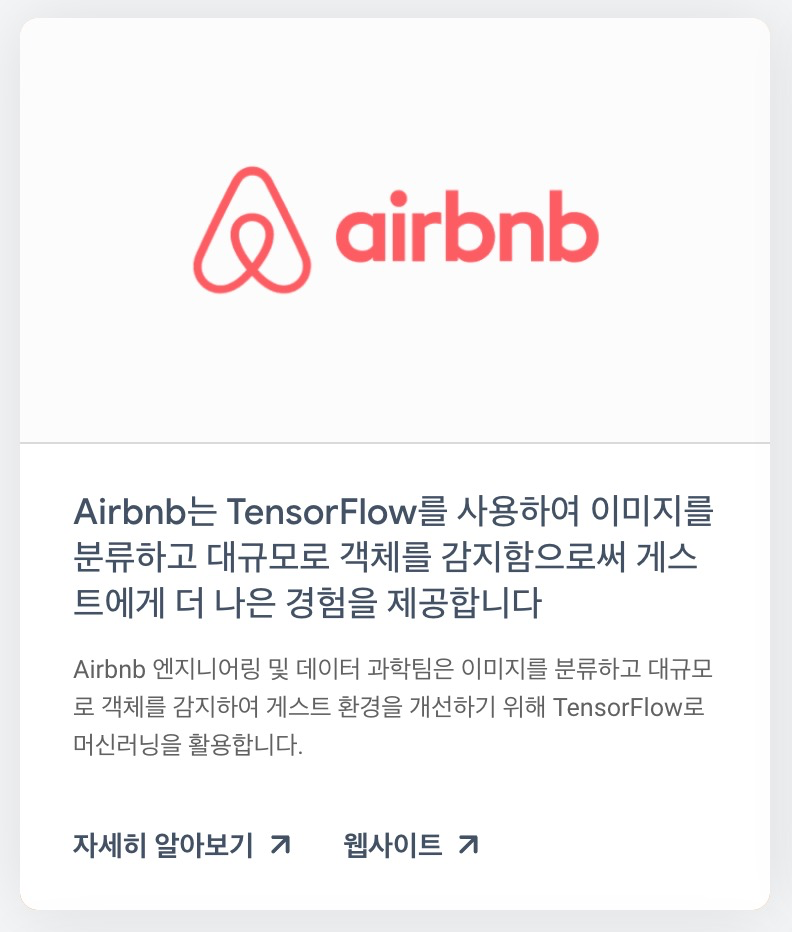 airbnb
Airbnb는 TensorFlow를 사용하여 이미지를
분류하고 대규모로 객체를 감지함으로써 게스
트에게 더 나은 경험을 제공합니다
Airbnb 엔지니어링 및 데이터 과학팀은 이미지를 분류하고 대규모
로 객체를 감지하여 게스트 환경을 개선하기 위해 TensorFlow로
머신러닝을 활용합니다.
자세히 알아보기 웹사이트